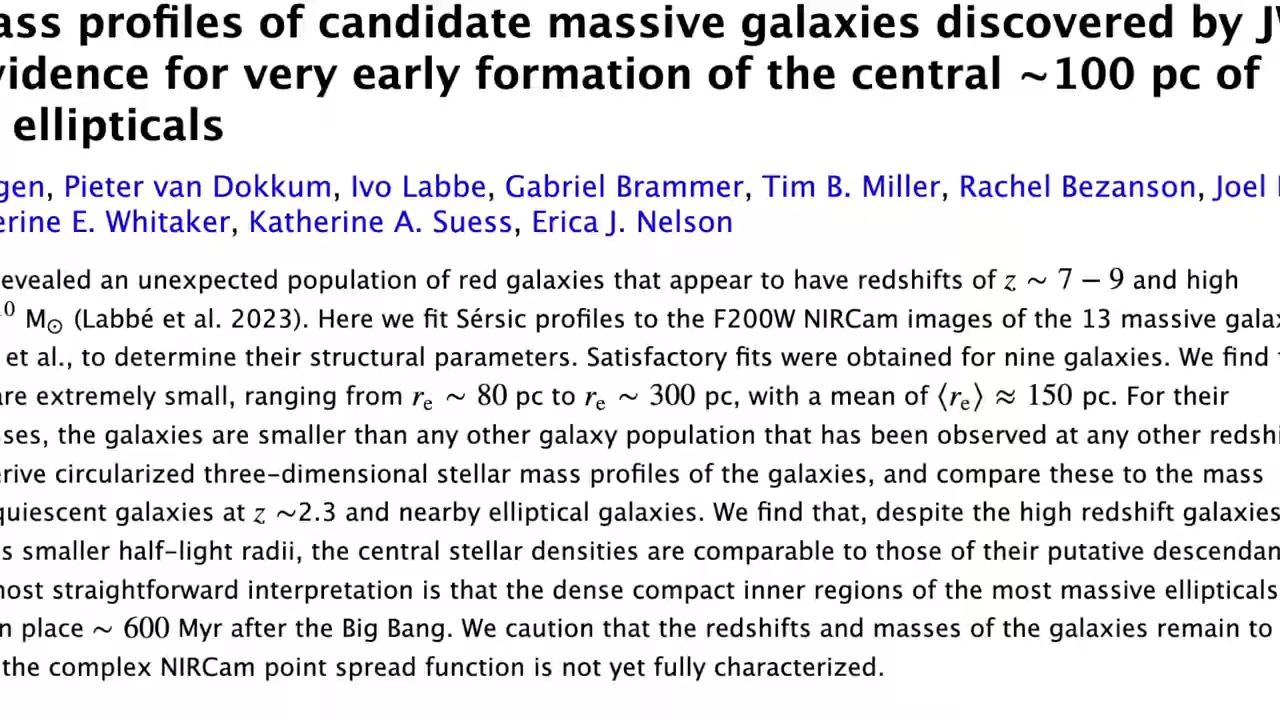 ass profiles of candidate massive galaxies discovered by J
vidence for very early formation of the central ~100 pc of
ellipticals
gen, Pieter van Dokkum, Ivo Labbe, Gabriel Brammer, Tim B. Miller, Rachel Bezanson, Joel
erine E. Whitaker, Katherine A. Suess, Erica J. Nelson
evealed an unexpected population of red galaxies that appear to have redshifts of z ~ 7 − 9 and high
10 M⊙ (Labbé et al. 2023). Here we fit Sérsic profiles to the F200W NIRCam images of the 13 massive galax
et al., to determine their structural parameters. Satisfactory fits were obtained for nine galaxies. We find
are extremely small, ranging from re ~ 80 pc to re ~ 300 pc, with a mean of ⟨re⟩ ≈ 150 pc. For their
sses, the galaxies are smaller than any other galaxy population that has been observed at any other redshi
erive circularized three-dimensional stellar mass profiles of the galaxies, and compare these to the mass
quiescent galaxies at z ~2.3 and nearby elliptical galaxies. We find that, despite the high redshift galaxies
s smaller half-light radii, the central stellar densities are comparable to those of their putative descendan
most straightforward interpretation is that the dense compact inner regions of the most massive ellipticals
n place ~ 600 Myr after the Big Bang. We caution that the redshifts and masses of the galaxies remain to
the complex NIRCam point spread function is not yet fully characterized.